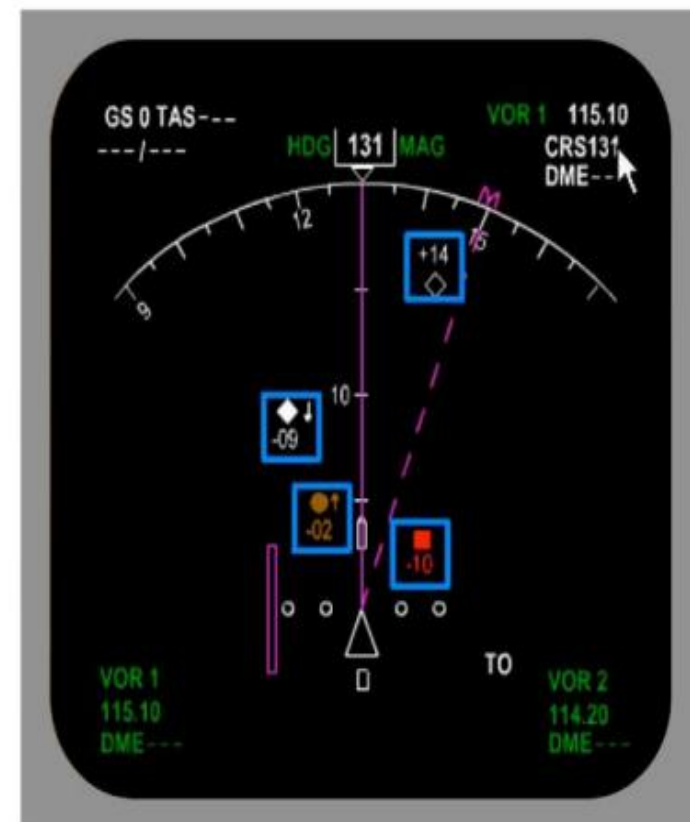 GS 0 TAS---
---/---
HDG 131 MAG
VOR 1 115.10
CRS131
DME---
12
15
9
+14
10
-09
-02
-10
TO
VOR 1
115.10
DME---
VOR 2
114.20
DME---